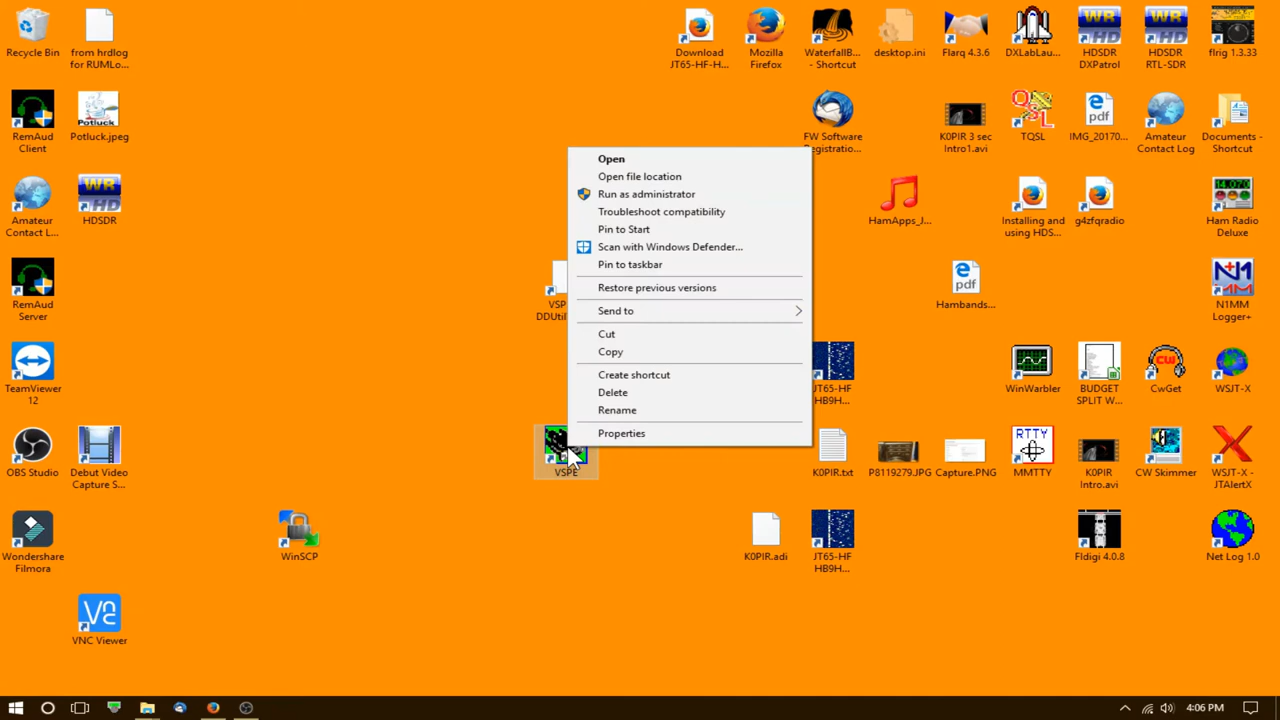 Recycle Bin
from hrdlog
for RUMLo...
Download
JT65-HF-H...
Mozilla
Firefox
WaterfallB...
- Shortcut
desktop.ini
Flarq 4.3.6
DXLabLau...
HDSDR
DXPatrol
HDSDR
RTL-SDR
flrig 1.3.33
RemAud
Client
Potluck
Potluck.jpeg
FW Software
Registratio...
K0PIR 3 sec
Intro1.avi
TQSL
IMG_20170...
Amateur
Contact Log
Documents -
Shortcut
Amateur
Contact L...
HDSDR
HamApps_J...
Installing and
using HDS...
g4zfqradio
Ham Radio
Deluxe
RemAud
Server
VSP
DDUtil
Hambands...
N1MM
Logger+
TeamViewer
12
JT65-HF
HB9H...
WinWarbler
BUDGET
SPLIT W...
CwGet
WSJT-X
OBS Studio
Debut Video
Capture S...
VSPE
K0PIR.txt
P8119279.JPG
Capture.PNG
RTTY
MMTTY
K0PIR
Intro.avi
CW Skimmer
WSJT-X -
JTAlertX
Wondershare
Filmora
WinSCP
K0PIR.adi
JT65-HF
HB9H...
Fldigi 4.0.8
Net Log 1.0
VNC Viewer
Open
Open file location
Run as administrator
Troubleshoot compatibility
Pin to Start
Scan with Windows Defender...
Pin to taskbar
Restore previous versions
Send to
Cut
Copy
Create shortcut
Delete
Rename
Properties
4:06 PM